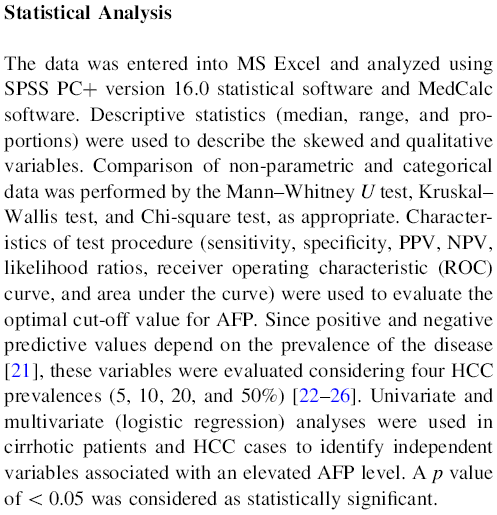 Statistical Analysis
The data was entered into MS Excel and analyzed using
SPSS PC+ version 16.0 statistical software and MedCalc
software. Descriptive statistics (median, range, and pro-
portions) were used to describe the skewed and qualitative
variables. Comparison of non-parametric and categorical
data was performed by the Mann–Whitney U test, Kruskal–
Wallis test, and Chi-square test, as appropriate. Character-
istics of test procedure (sensitivity, specificity, PPV, NPV,
likelihood ratios, receiver operating characteristic (ROC)
curve, and area under the curve) were used to evaluate the
optimal cut-off value for AFP. Since positive and negative
predictive values depend on the prevalence of the disease
[21], these variables were evaluated considering four HCC
prevalences (5, 10, 20, and 50%) [22–26]. Univariate and
multivariate (logistic regression) analyses were used in
cirrhotic patients and HCC cases to identify independent
variables associated with an elevated AFP level. A p value
of < 0.05 was considered as statistically significant.